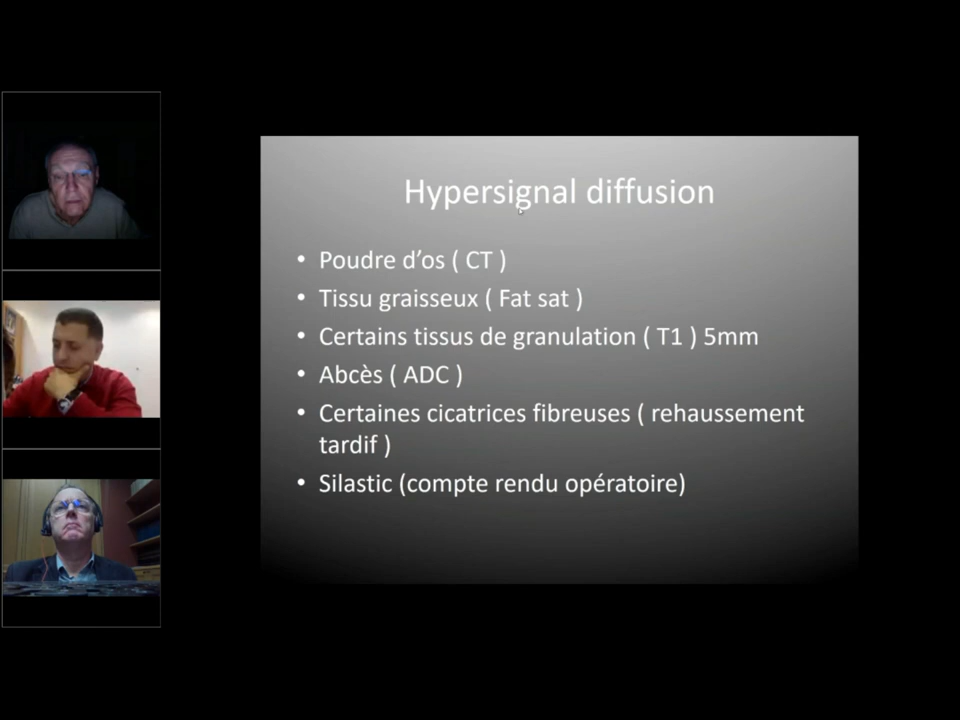 Hypersignal diffusion
• Poudre d’os ( CT )
• Tissu graisseux ( Fat sat )
• Certains tissus de granulation ( T1 ) 5mm
• Abcès ( ADC )
• Certaines cicatrices fibreuses ( rehaussement
tardif )
• Silastic (compte rendu opératoire)